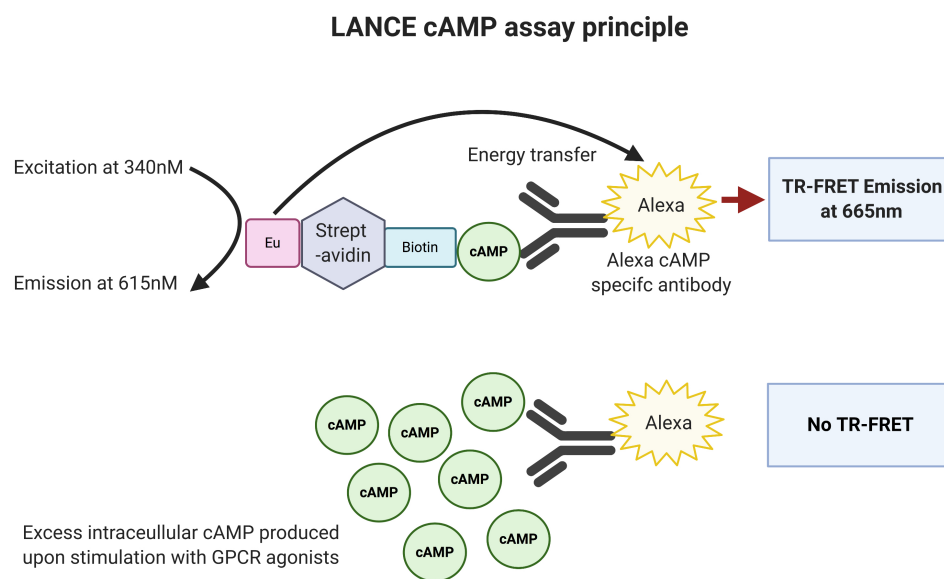 LANCE cAMP assay principle
Excitation at 340nM
Energy transfer
Alexa
TR-FRET Emission
at 665nm
Eu
Strept
-avidin
Biotin
cAMP
Emission at 615nM
Alexa cAMP
specifc antibody
cAMP
cAMP
cAMP
Alexa
No TR-FRET
cAMP
cAMP
Excess intraceullular cAMP produced
upon stimulation with GPCR agonists
cAMP
cAMP